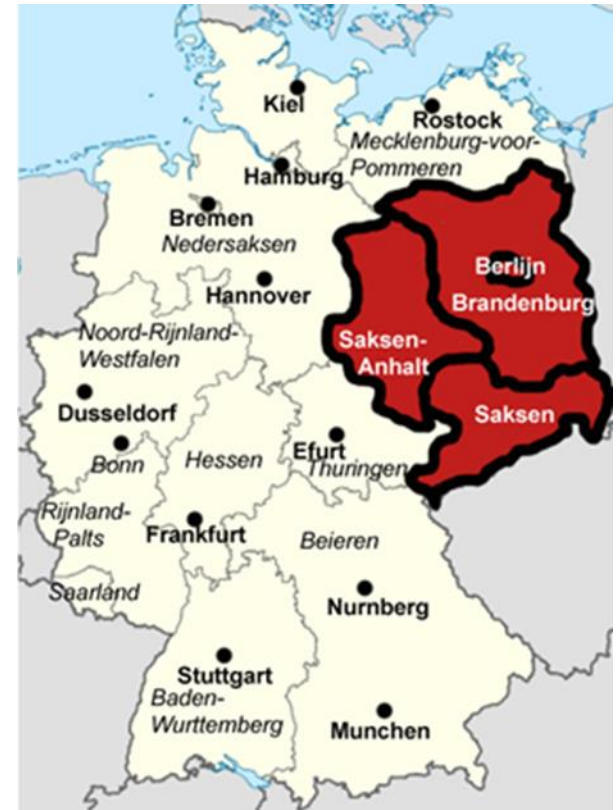 Kiel
Rostock
Mecklenburg-voor-
Pommeren
Hamburg
Bremen
Nedersaksen
Berlijn
Brandenburg
Hannover
Noord-Rijnland-
Westfalen
Saksen-
Anhalt
Dusseldorf
Saksen
Bonn
Hessen
Efurt
Thuringen
Rijnland-
Palts
Frankfurt
Beieren
Saarland
Nurnberg
Stuttgart
Baden-
Wurttemberg
Munchen